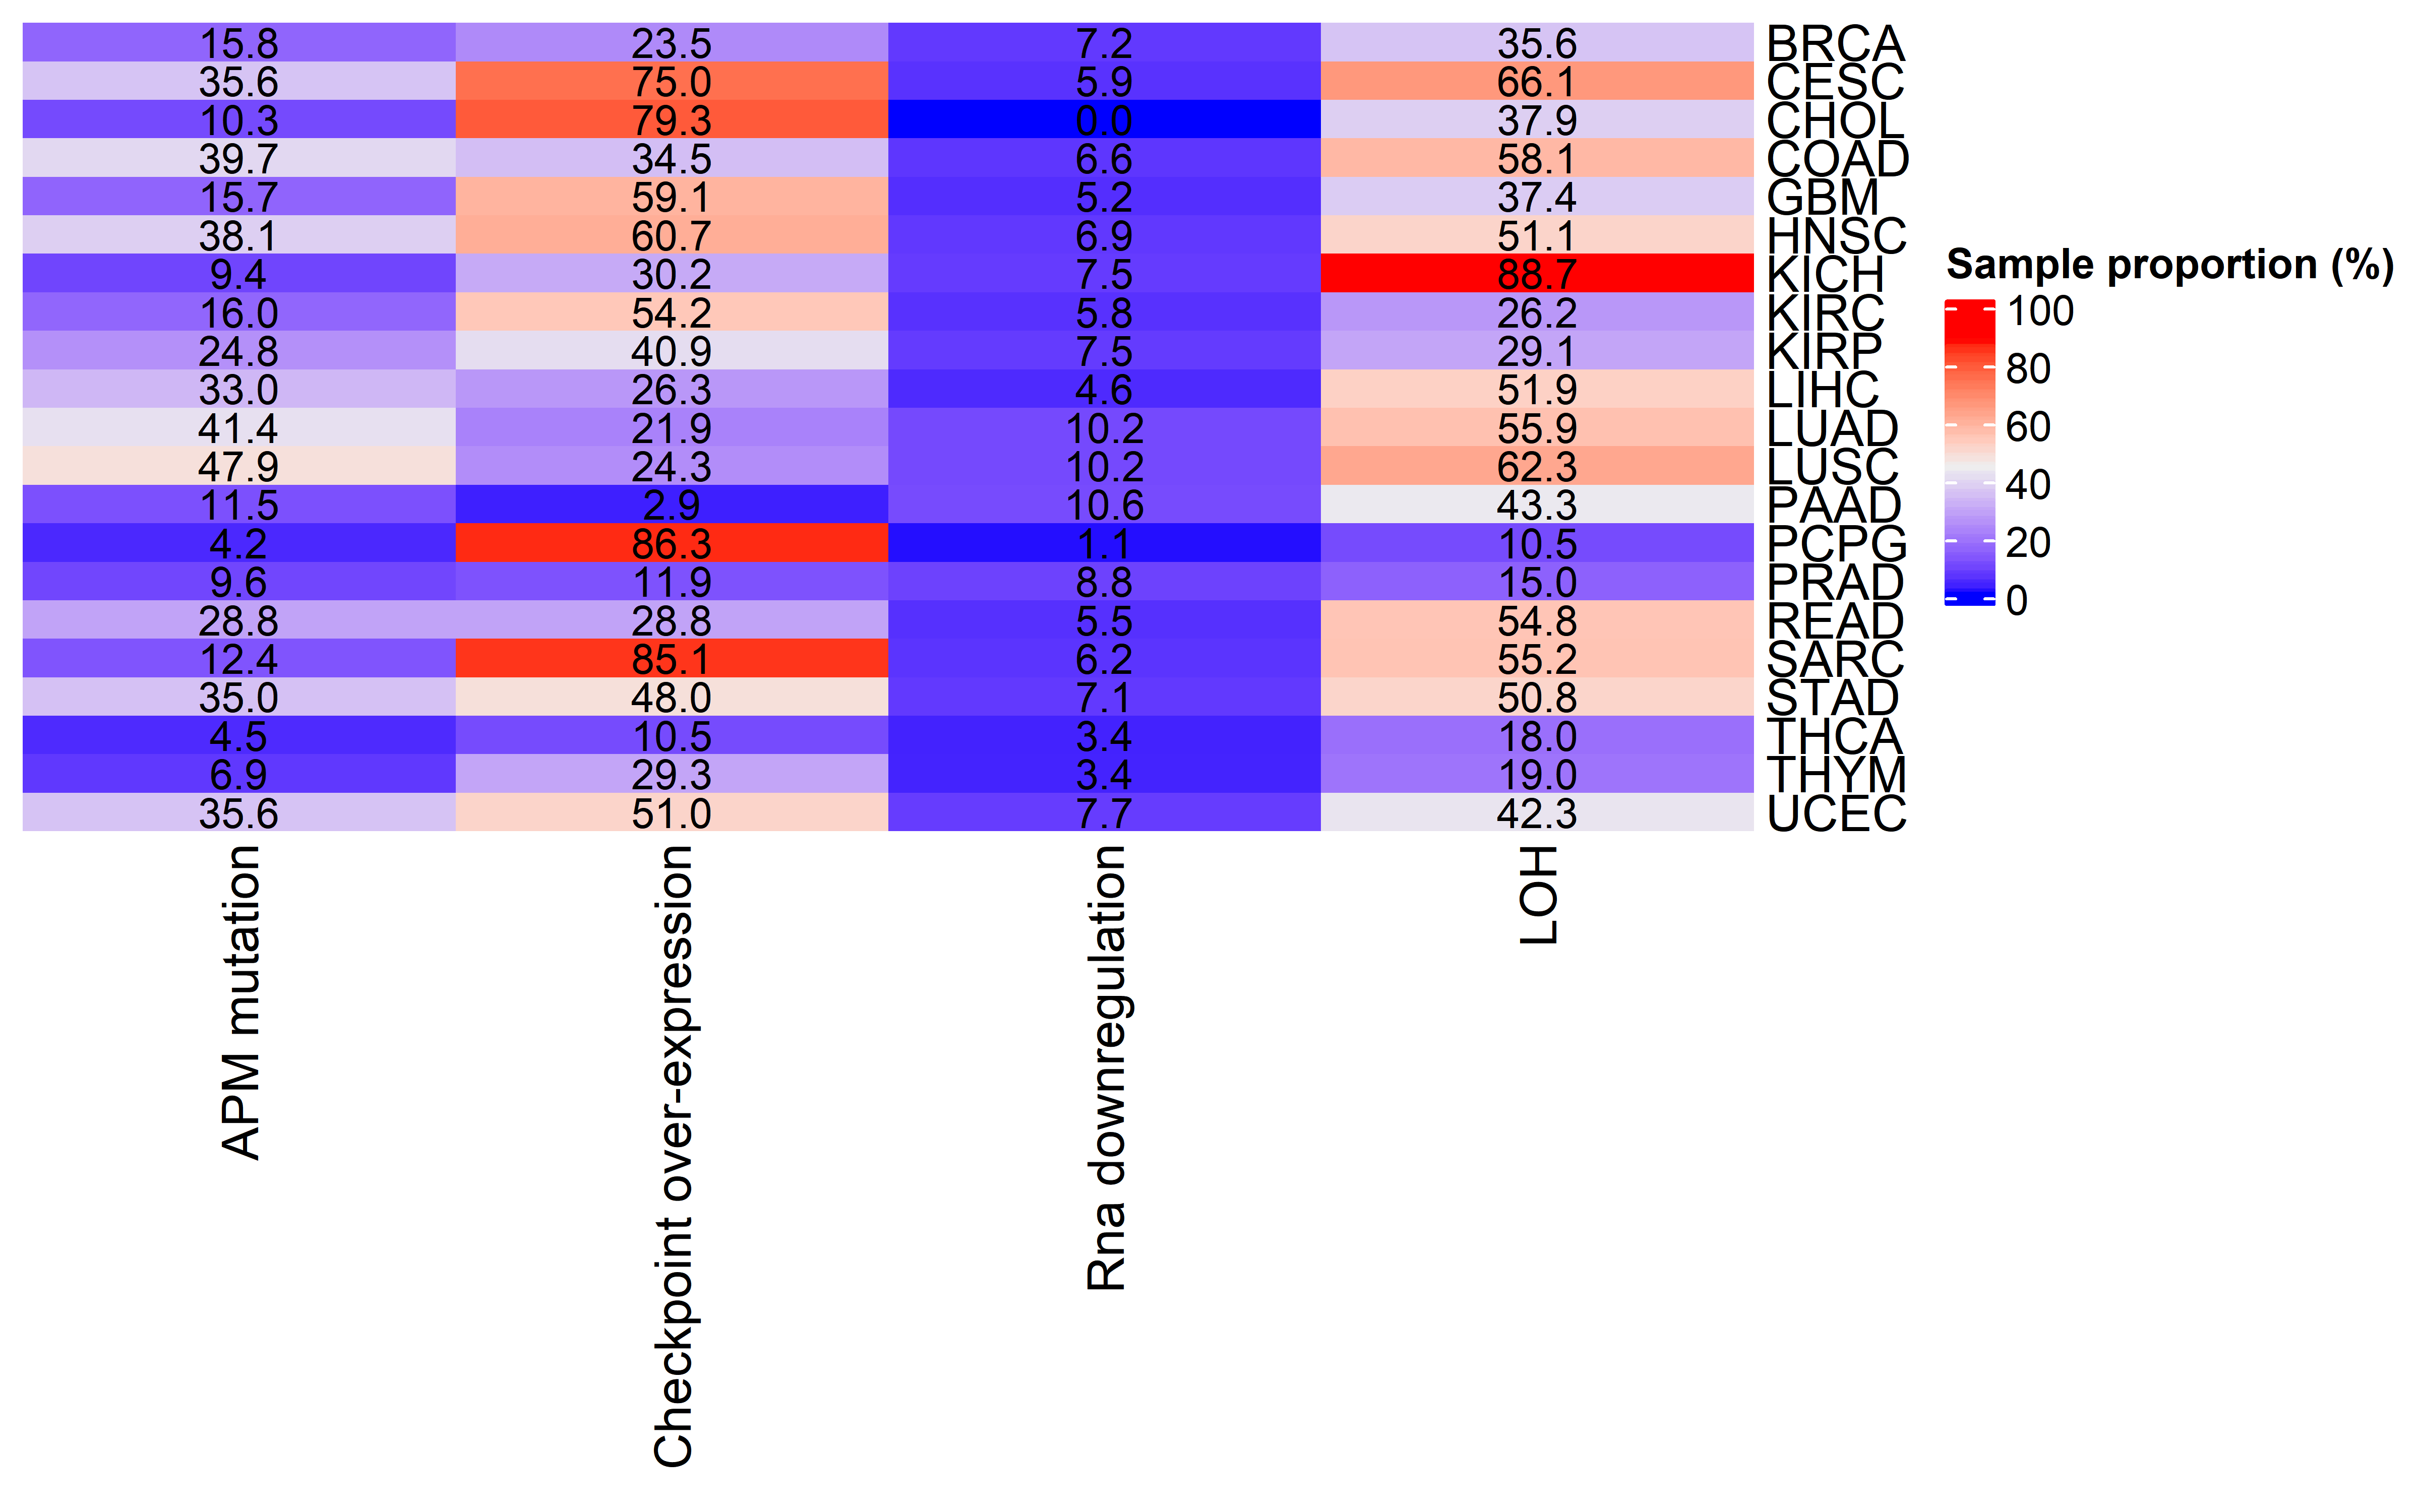 15.8 23.5 7.2 35.6 BRCA
35.6 75.0 5.9 66.1 CESC
10.3 79.3 0.0 37.9 CHOL
39.7 34.5 6.6 58.1 COAD
15.7 59.1 5.2 37.4 GBM
38.1 60.7 6.9 51.1 HNSC
9.4 30.2 7.5 88.7 KICH
16.0 54.2 5.8 26.2 KIRC
24.8 40.9 7.5 29.1 KIRP
33.0 26.3 4.6 51.9 LIHC
41.4 21.9 10.2 55.9 LUAD
47.9 24.3 10.2 62.3 LUSC
11.5 2.9 10.6 43.3 PAAD
4.2 86.3 1.1 10.5 PCPG
9.6 11.9 8.8 15.0 PRAD
28.8 28.8 5.5 54.8 READ
12.4 85.1 6.2 55.2 SARC
35.0 48.0 7.1 50.8 STAD
4.5 10.5 3.4 18.0 THCA
6.9 29.3 3.4 19.0 THYM
35.6 51.0 7.7 42.3 UCEC
APM mutation
Checkpoint over-expression
Rna downregulation
LOH
Sample proportion (%)
100
80
60
40
20
0